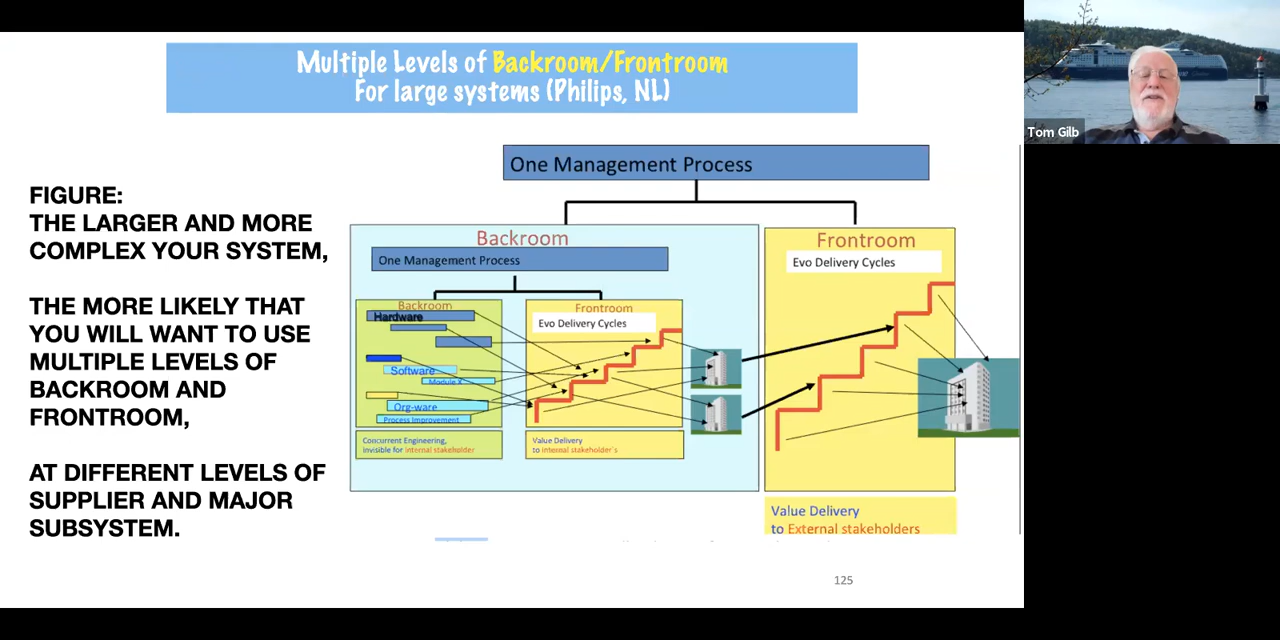 Multiple Levels of Backroom/Frontroom
For large systems (Philips, NL)
Tom Gilb
FIGURE:
THE LARGER AND MORE
COMPLEX YOUR SYSTEM,
THE MORE LIKELY THAT
YOU WILL WANT TO USE
MULTIPLE LEVELS OF
BACKROOM AND
FRONTROOM,
AT DIFFERENT LEVELS OF
SUPPLIER AND MAJOR
SUBSYSTEM.
One Management Process
Backroom
One Management Process
Backroom
Hardware
Software
Module X
Org-ware
Process Improvement
Concurrent Engineering,
invisible for internal stakeholder
Frontroom
Evo Delivery Cycles
Value Delivery
to Internal stakeholder´s
Frontroom
Evo Delivery Cycles
Value Delivery
to External stakeholders
125